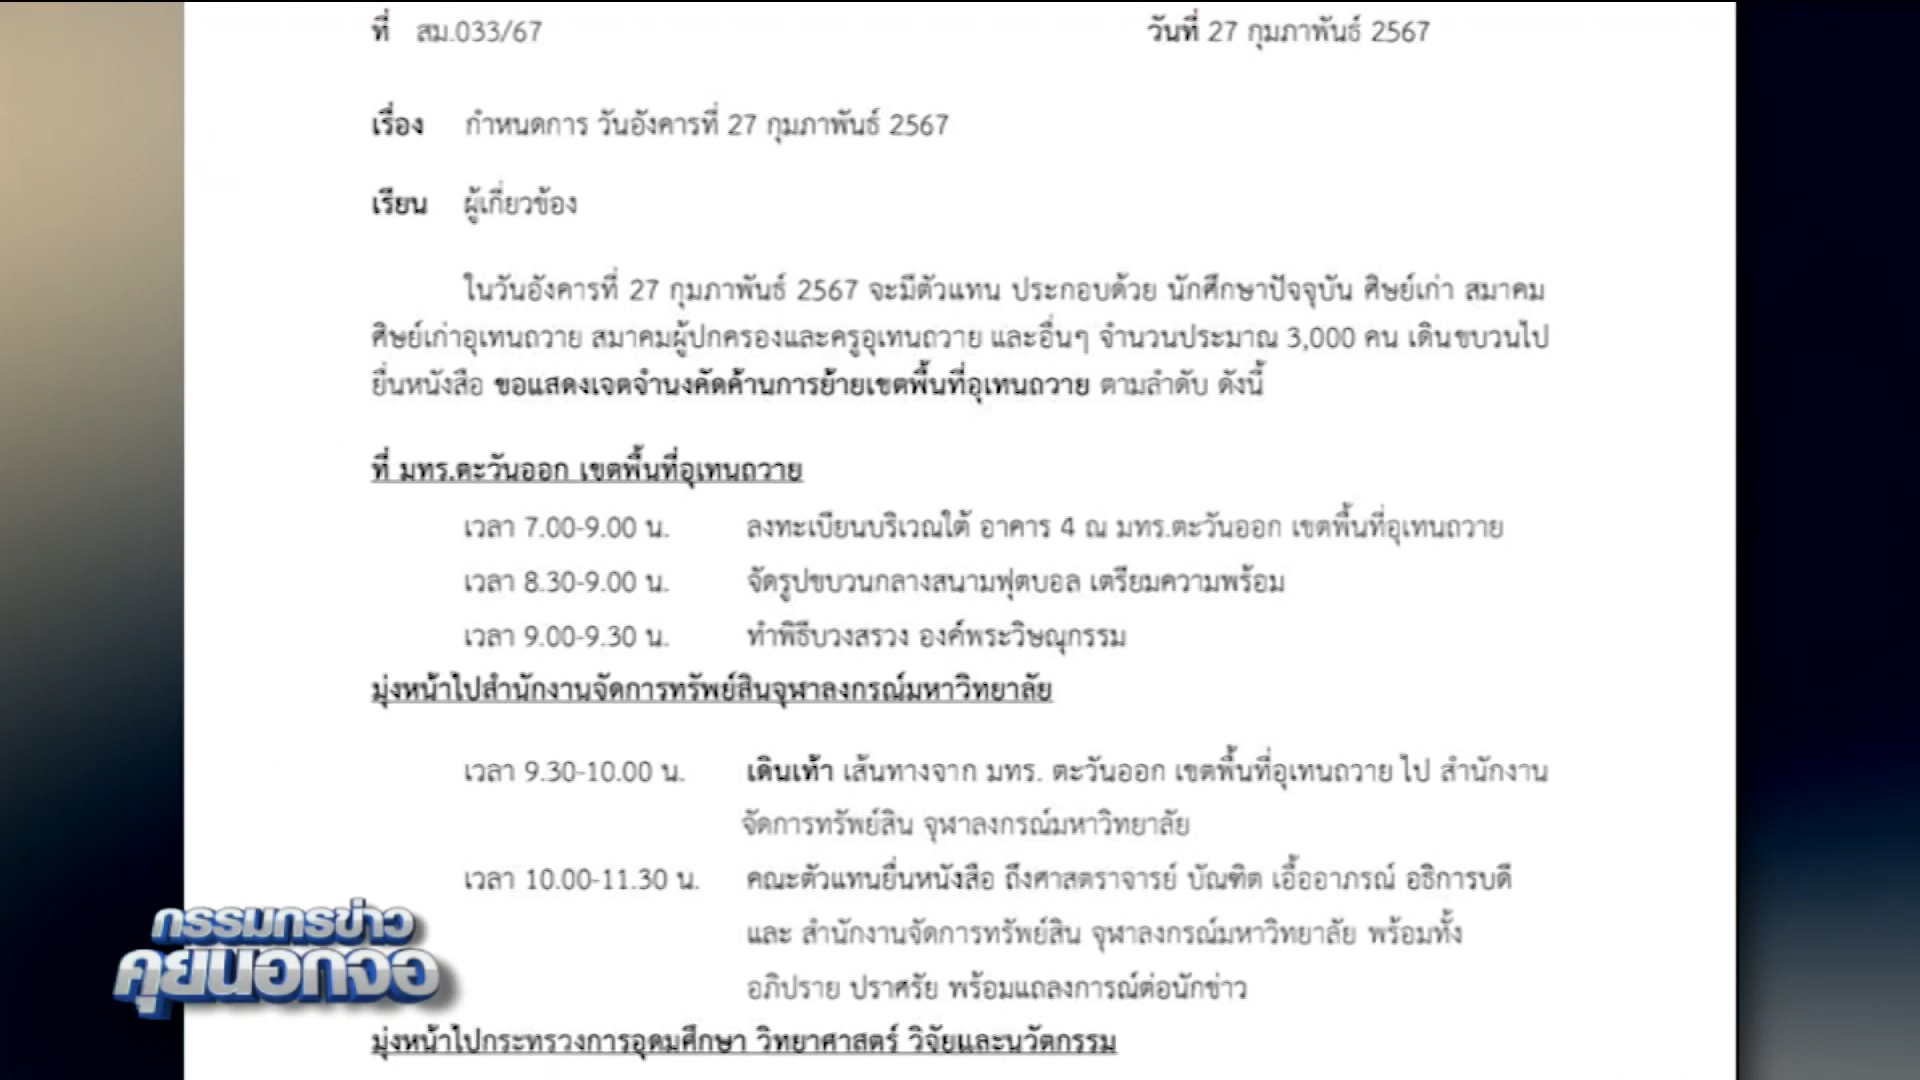 ที่ สม.033/67 วันที่ 27 กุมภาพันธ์ 2567
เรื่อง กำหนดการ วันอังคารที่ 27 กุมภาพันธ์ 2567
เรียน ผู้เกี่ยวข้อง
ในวันอังคารที่ 27 กุมภาพันธ์ 2567 จะมีตัวแทน ประกอบด้วย นักศึกษาปัจจุบัน ศิษย์เก่า สมาคม
ศิษย์เก่าอุเทนถวาย สมาคมผู้ปกครองและครูอุเทนถวาย และอื่นๆ จำนวนประมาณ 3,000 คน เดินขบวนไป
ยื่นหนังสือ ขอแสดงเจตจำนงคัดค้านการย้ายเขตพื้นที่อุเทนถวาย ตามลำดับ ดังนี้
ที่ มทร.ตะวันออก เขตพื้นที่อุเทนถวาย
เวลา 7.00-9.00 น. ลงทะเบียนบริเวณใต้ อาคาร 4 ณ มทร.ตะวันออก เขตพื้นที่อุเทนถวาย
เวลา 8.30-9.00 น. จัดรูปขบวนกลางสนามฟุตบอล เตรียมความพร้อม
เวลา 9.00-9.30 น. ทำพิธีบวงสรวง องค์พระวิษณุกรรม
มุ่งหน้าไปสำนักงานจัดการทรัพย์สินจุฬาลงกรณ์มหาวิทยาลัย
เวลา 9.30-10.00 น. เดินเท้า เส้นทางจาก มทร. ตะวันออก เขตพื้นที่อุเทนถวาย ไป สำนักงาน
จัดการทรัพย์สิน จุฬาลงกรณ์มหาวิทยาลัย
เวลา 10.00-11.30 น. คณะตัวแทนยื่นหนังสือ ถึงศาสตราจารย์ บัณฑิต เอื้ออาภรณ์ อธิการบดี
และ สำนักงานจัดการทรัพย์สิน จุฬาลงกรณ์มหาวิทยาลัย พร้อมทั้ง
อภิปราย ปราศรัย พร้อมแถลงการณ์ต่อนักข่าว
มุ่งหน้าไปกระทรวงการอุดมศึกษา วิทยาศาสตร์ วิจัยและนวัตกรรม
กรรมกรข่าว
คุยนอกจอ